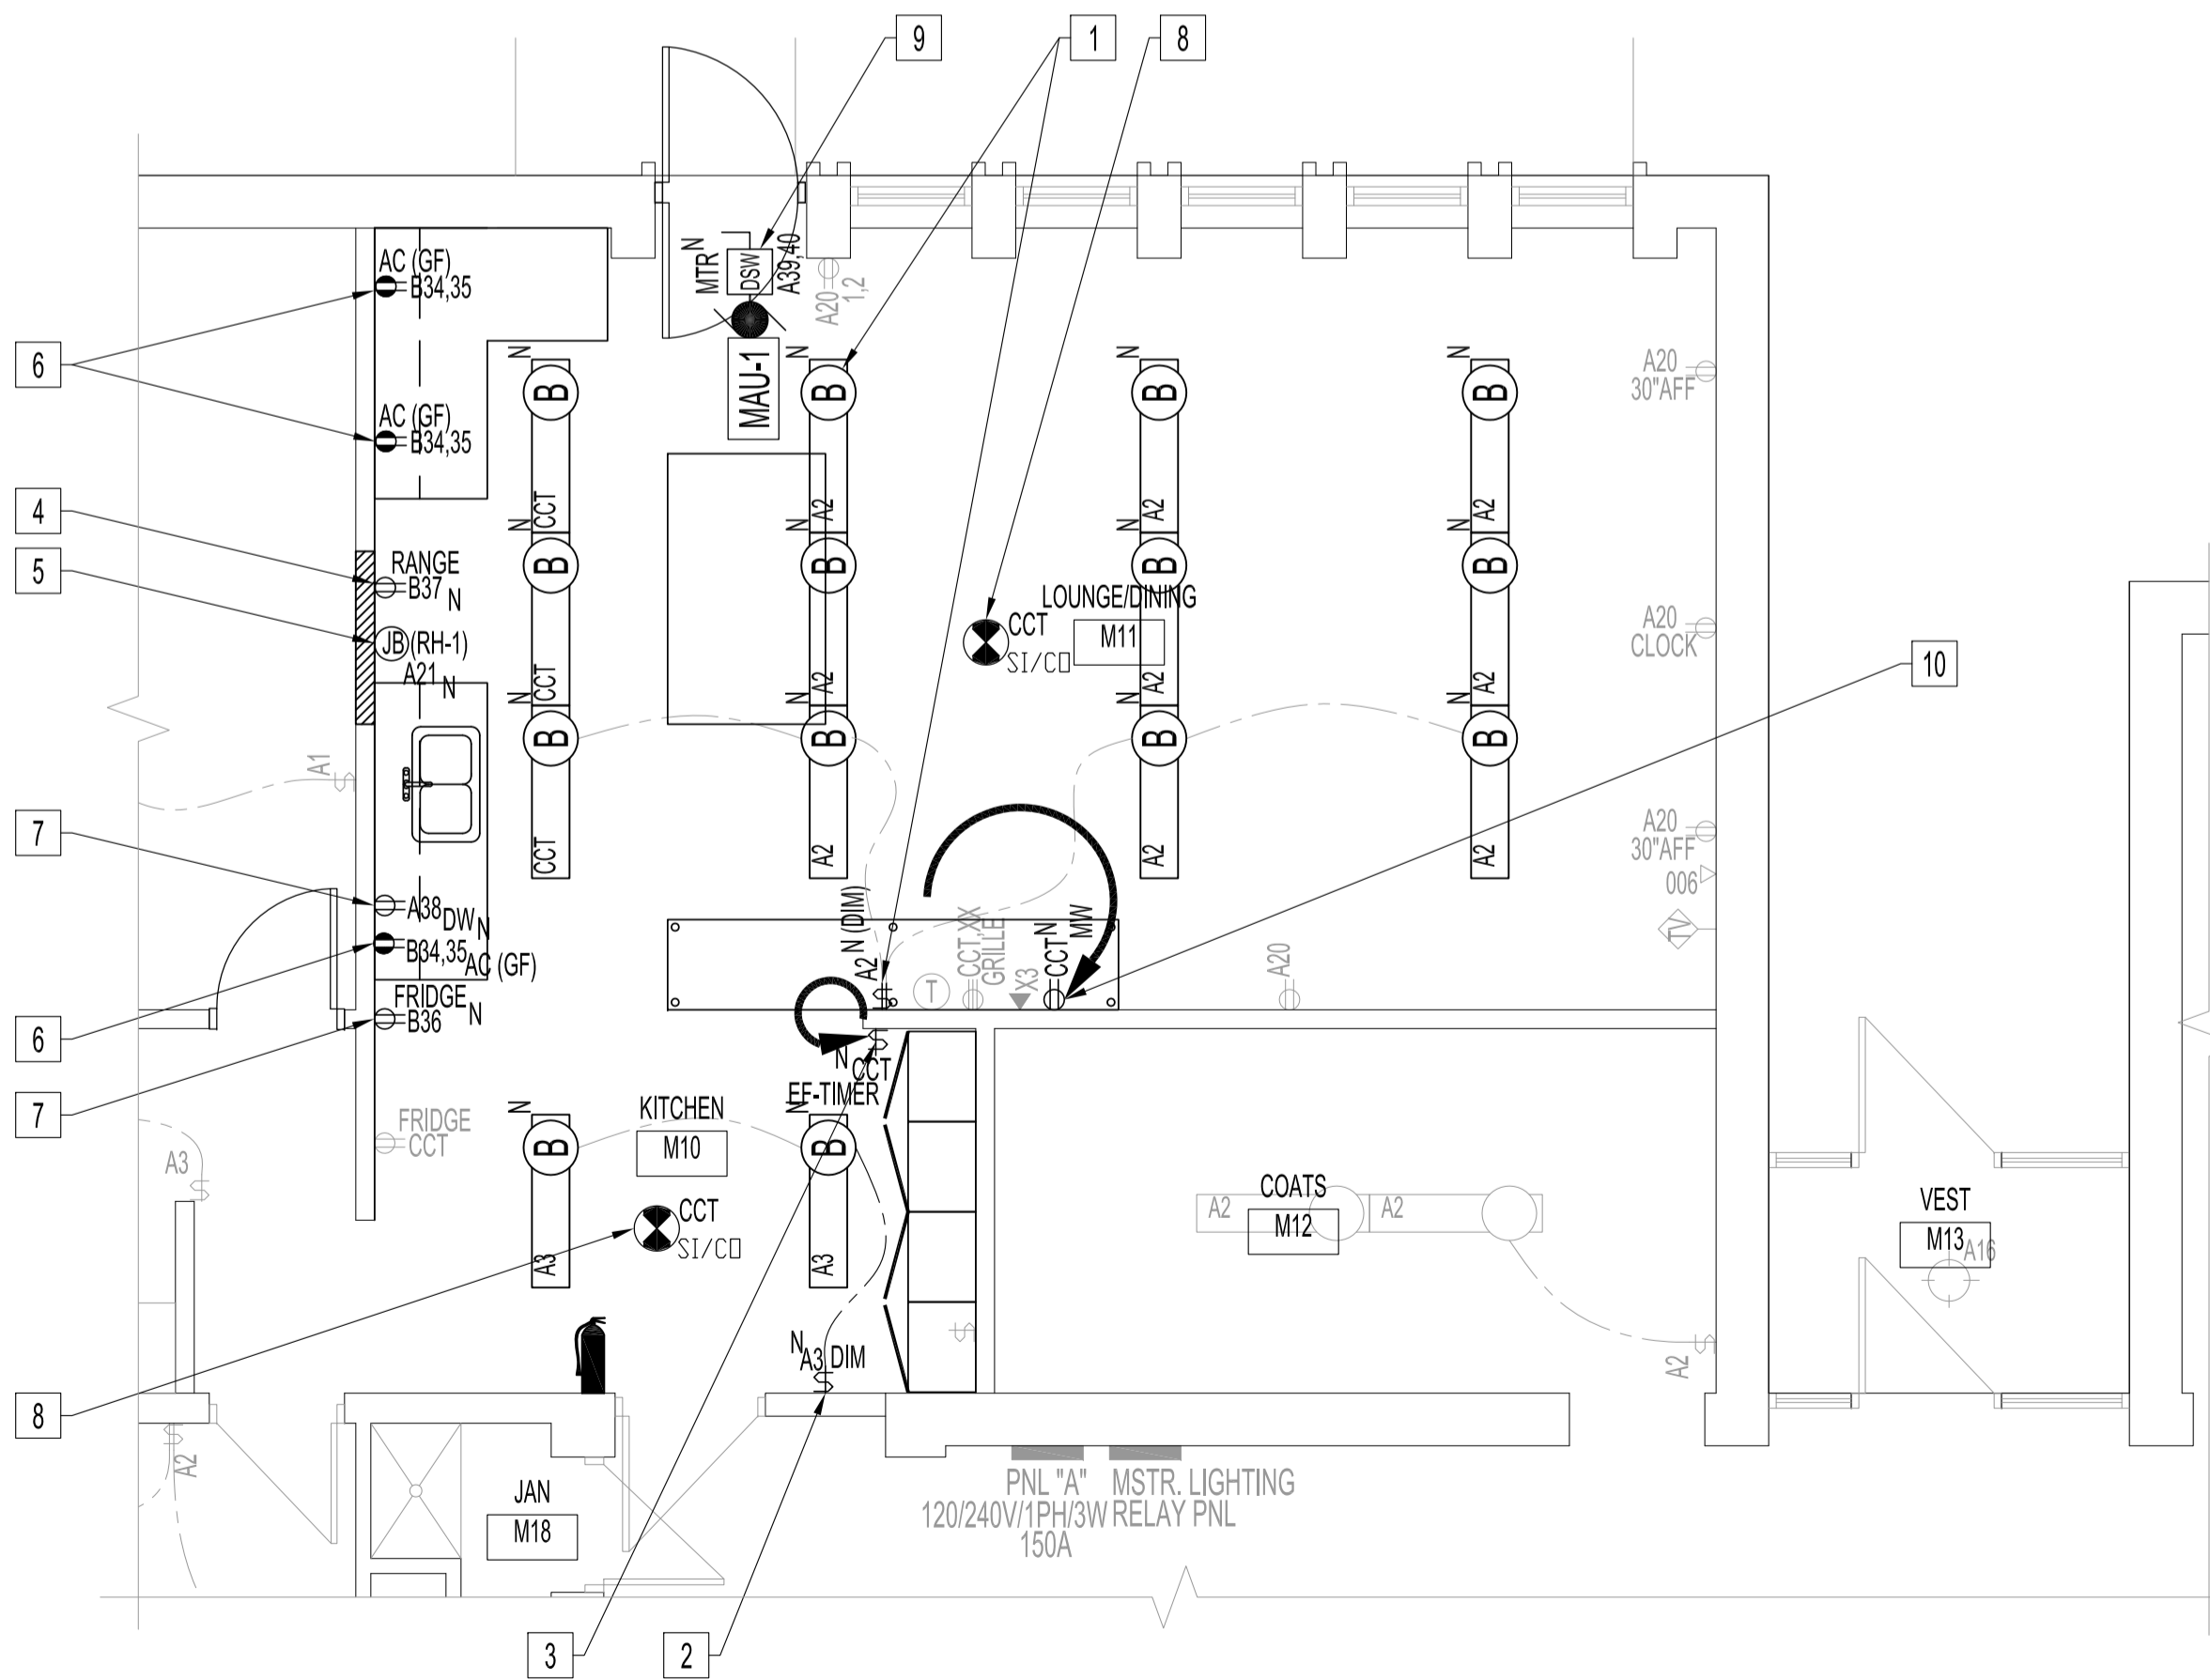 9
1
8
AC (GF)
B34,35
N
MTR
DSW
A39,40
A20
1,2
6
AC (GF)
B34,35
MAU-1
N
B
CCT
N
B
A2
N
B
A2
N
B
A2
A20
30"AFF
4
5
RANGE
B37 N
JB (RH-1)
A21 N
N
B
CCT
N
B
A2
N
B
A2
N
B
A2
LOUNGE/DINING
M11
CCT
SI/CO
A20
CLOCK
10
N
B
CCT
N
B
A2
N
B
A2
N
B
A2
A1
A20
30"AFF
006
TV
7
A38 DW N
B34,35 AC (GF)
6
FRIDGE N
B36
7
FRIDGE
CCT
A2 N (DIM)
T
CCT,XX
GRILLE
X3
N
CCT
MW
A20
N CCT
EF-TIMER
KITCHEN
M10
N
B
A3
N
B
A3
A3
CCT
SI/CO
COATS
M12
A2
A2
VEST
M13
A16
N
A3 DIM
A2
8
A2
JAN
M18
PNL "A"
120/240V/1PH/3W
150A
MSTR. LIGHTING
RELAY PNL
3
2